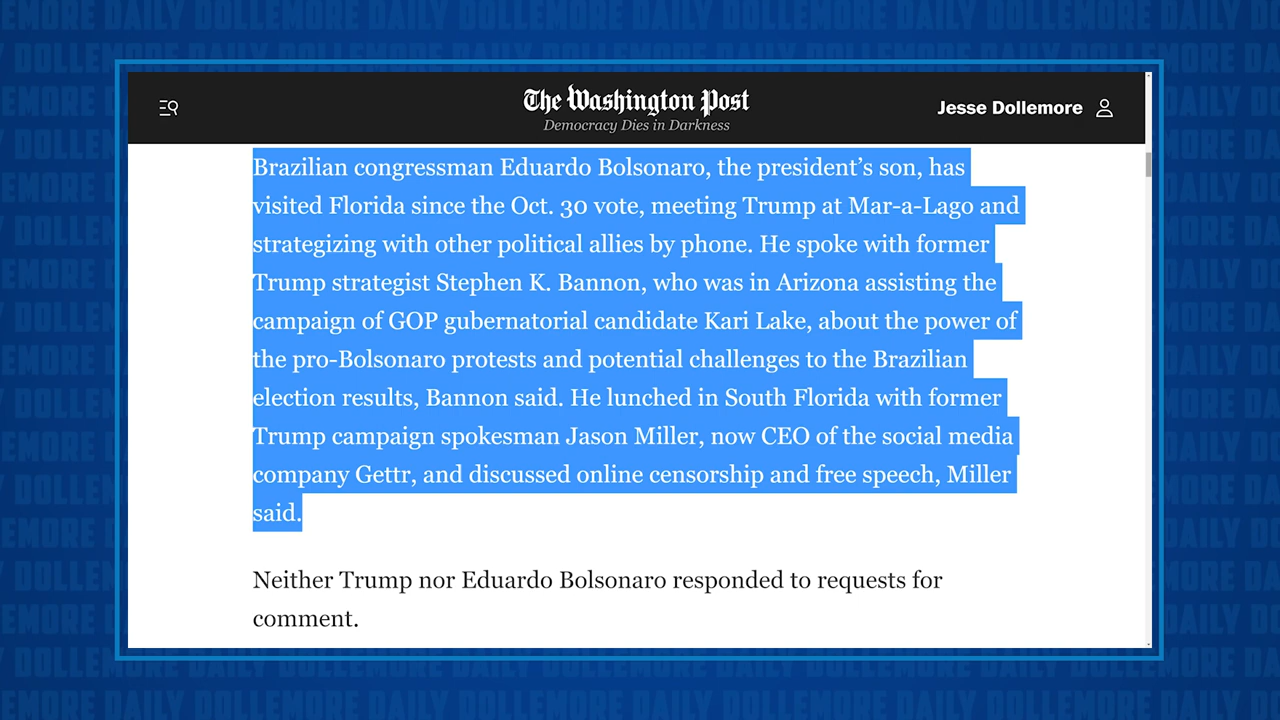 The Washington Post
Democracy Dies in Darkness
Jesse Dollemore
Brazilian congressman Eduardo Bolsonaro, the president’s son, has
visited Florida since the Oct. 30 vote, meeting Trump at Mar-a-Lago and
strategizing with other political allies by phone. He spoke with former
Trump strategist Stephen K. Bannon, who was in Arizona assisting the
campaign of GOP gubernatorial candidate Kari Lake, about the power of
the pro-Bolsonaro protests and potential challenges to the Brazilian
election results, Bannon said. He lunched in South Florida with former
Trump campaign spokesman Jason Miller, now CEO of the social media
company Gettr, and discussed online censorship and free speech, Miller
said.
Neither Trump nor Eduardo Bolsonaro responded to requests for
comment.